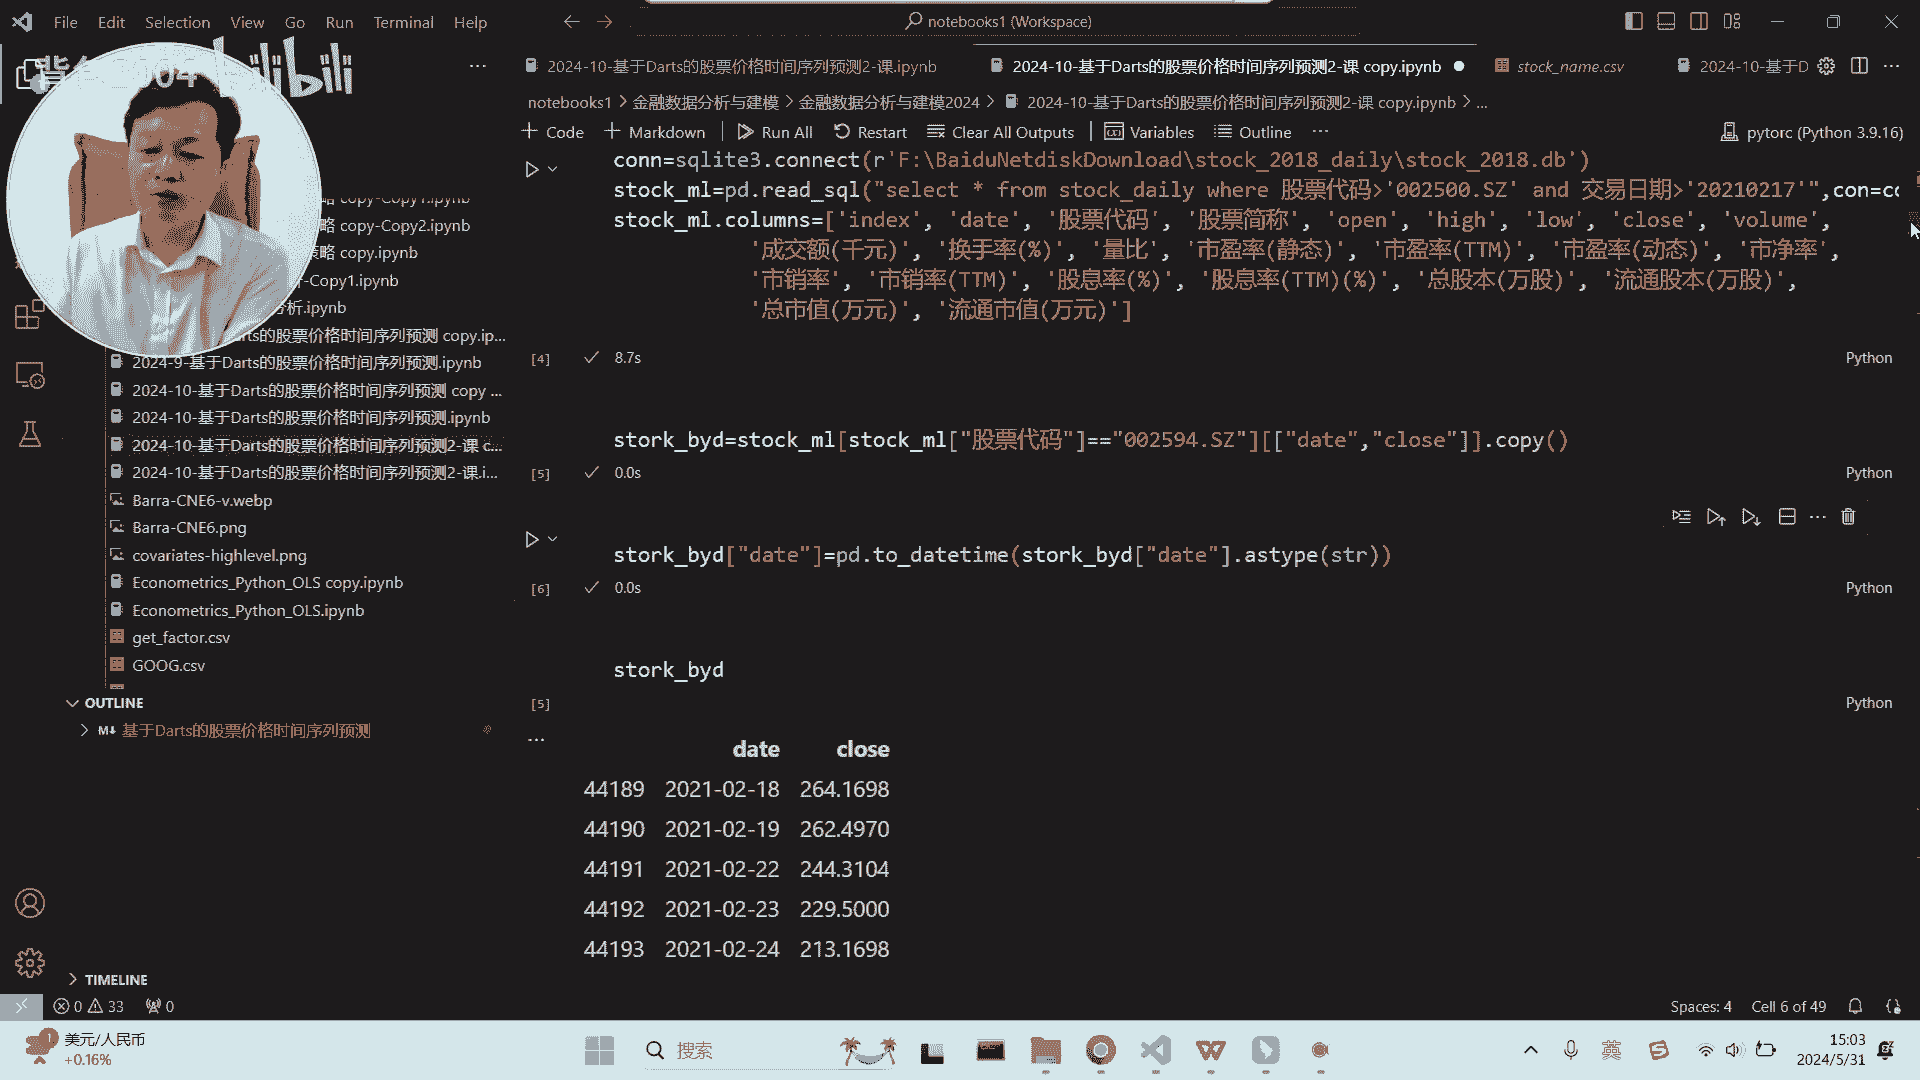 File Edit Selection View Go Run Terminal Help
notebooks1 (Workspace)
bilibili
2024-10-基于Darts的股票价格时间序列预测2-课.ipynb
2024-10-基于Darts的股票价格时间序列预测2-课 copy.ipynb
stock_name.csv
2024-10-基于D
notebooks1 > 金融数据分析与建模 > 金融数据分析与建模2024 > 2024-10-基于Darts的股票价格时间序列预测2-课 copy.ipynb > ...
+ Code + Markdown Run All Restart Clear All Outputs Variables Outline ...
pytorc (Python 3.9.16)
conn=sqlite3.connect(r'F:\BaiduNetdiskDownload\stock_2018_daily\stock_2018.db')
stock_ml=pd.read_sql("select * from stock_daily where 股票代码>'002500.SZ' and 交易日期>'20210217'",con=cc
stock_ml.columns=['index', 'date', '股票代码', '股票简称', 'open', 'high', 'low', 'close', 'volume',
'成交额(千元)', '换手率(%)', '量比', '市盈率(静态)', '市盈率(TTM)', '市盈率(动态)', '市净率',
'市销率', '市销率(TTM)', '股息率(%)', '股息率(TTM)(%)', '总股本(万股)', '流通股本(万股)',
'总市值(万元)', '流通市值(万元)']
[4] 8.7s Python
stork_byd=stock_ml[stock_ml["股票代码"]=="002594.SZ"][["date","close"]].copy()
[5] 0.0s Python
stork_byd["date"]=pd.to_datetime(stork_byd["date"].astype(str))
[6] 0.0s Python
stork_byd
[5] Python
...
date close
44189 2021-02-18 264.1698
44190 2021-02-19 262.4970
44191 2021-02-22 244.3104
44192 2021-02-23 229.5000
44193 2021-02-24 213.1698
copy-Copy1.ipynb
略 copy-Copy2.ipynb
策略 copy.ipynb
-Copy1.ipynb
分析.ipynb
ts的股票价格时间序列预测 copy.ip...
2024-9-基于Darts的股票价格时间序列预测.ipynb
2024-10-基于Darts的股票价格时间序列预测 copy ...
2024-10-基于Darts的股票价格时间序列预测.ipynb
2024-10-基于Darts的股票价格时间序列预测2-课 c...
2024-10-基于Darts的股票价格时间序列预测2-课.i...
Barra-CNE6-v.webp
Barra-CNE6.png
covariates-highlevel.png
Econometrics_Python_OLS copy.ipynb
Econometrics_Python_OLS.ipynb
get_factor.csv
GOOG.csv
OUTLINE
M↓ 基于Darts的股票价格时间序列预测
TIMELINE
0 33 0
Spaces: 4 Cell 6 of 49
美元/人民币
+0.16%
搜索
英
15:03
2024/5/31